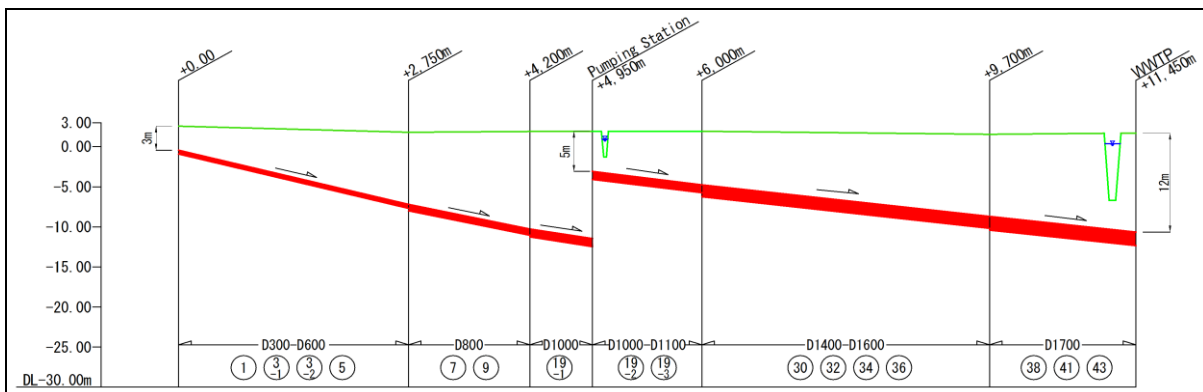 +0.00
+2,750m
+4,200m
Pumping Station
+4,950m
+6,000m
+9,700m
WWTP
+11,450m
3.00
0.00
-5.00
-10.00
-15.00
-20.00
-25.00
DL-30.00m
3m
5m
12m
D300-D600
D800
D1000
D1000-D1100
D1400-D1600
D1700
1
3
-1
3
-2
5
7
9
19
-1
19
-2
19
-3
30
32
34
36
38
41
43